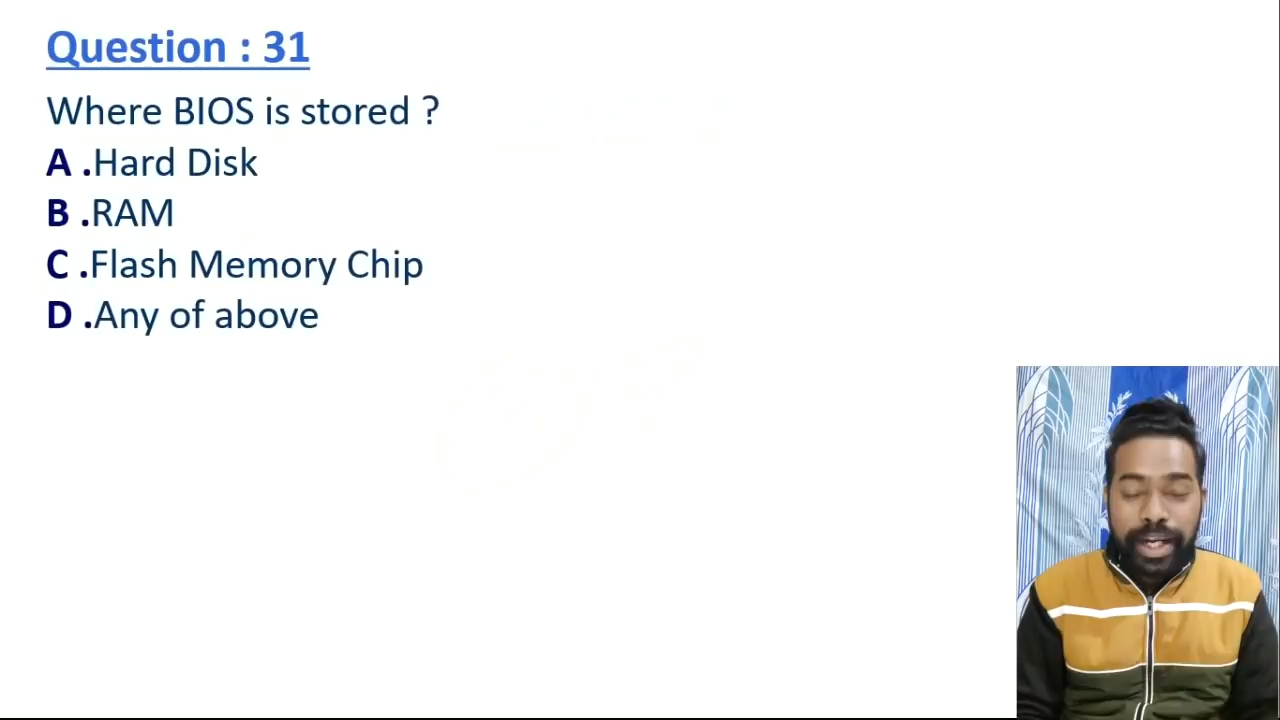 Question : 31
Where BIOS is stored ?
A .Hard Disk
B .RAM
C .Flash Memory Chip
D .Any of above